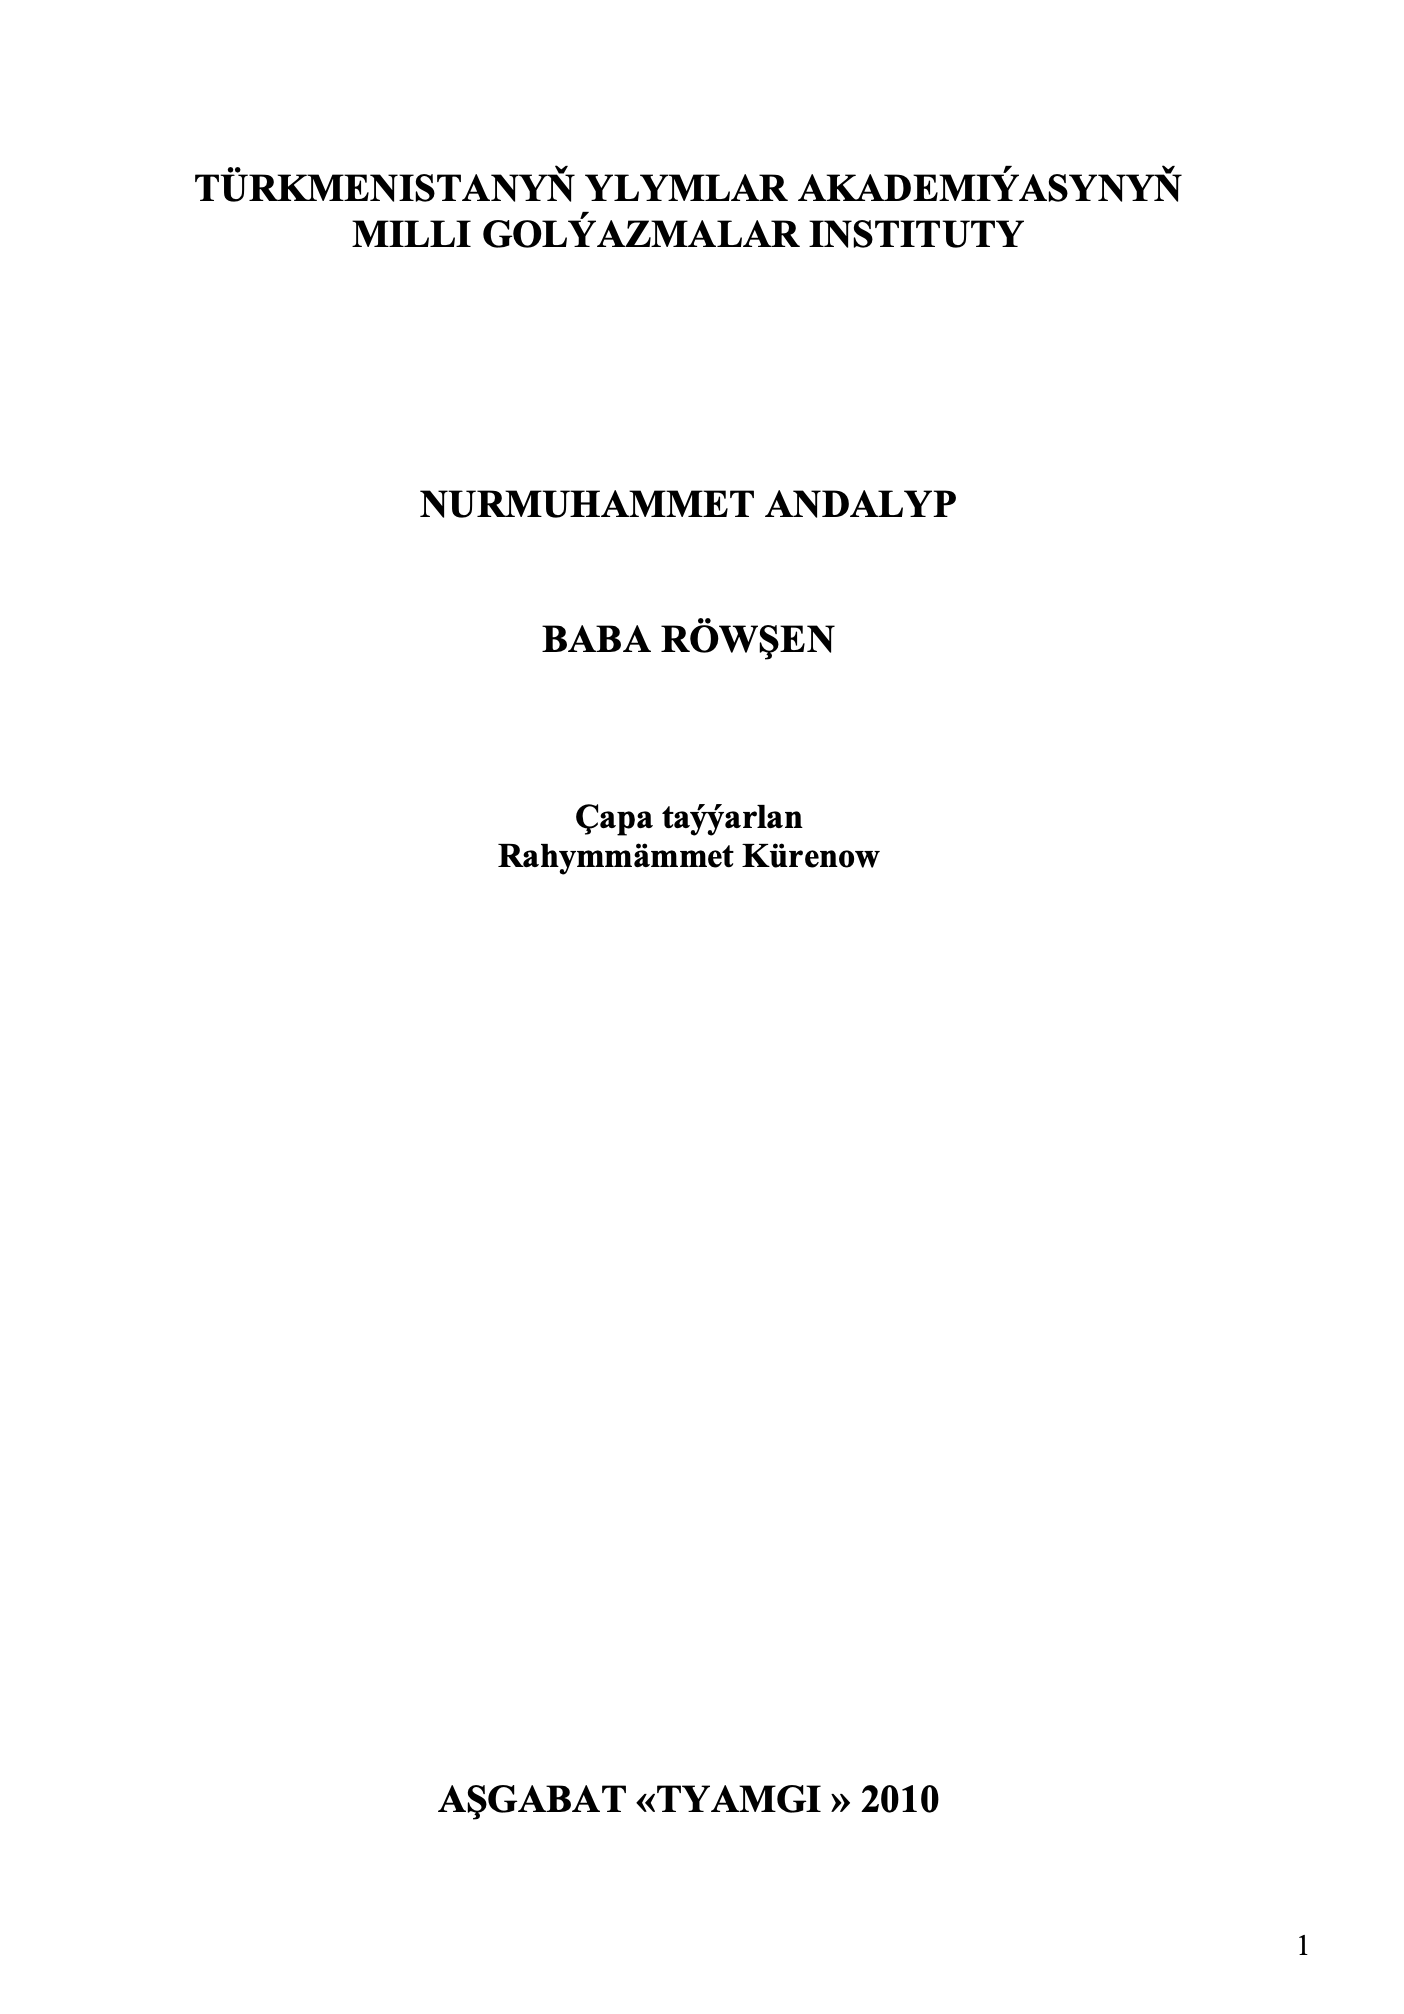 TÜRKMENISTANYŇ YLYMLAR AKADEMIÝASYNYŇ
MILLI GOLÝAZMALAR INSTITUTY
NURMUHAMMET ANDALYP
BABA RÖWŞEN
Çapa taýýarlan
Rahymmämmet Kürenow
AŞGABAT «TYAMGI » 2010
1